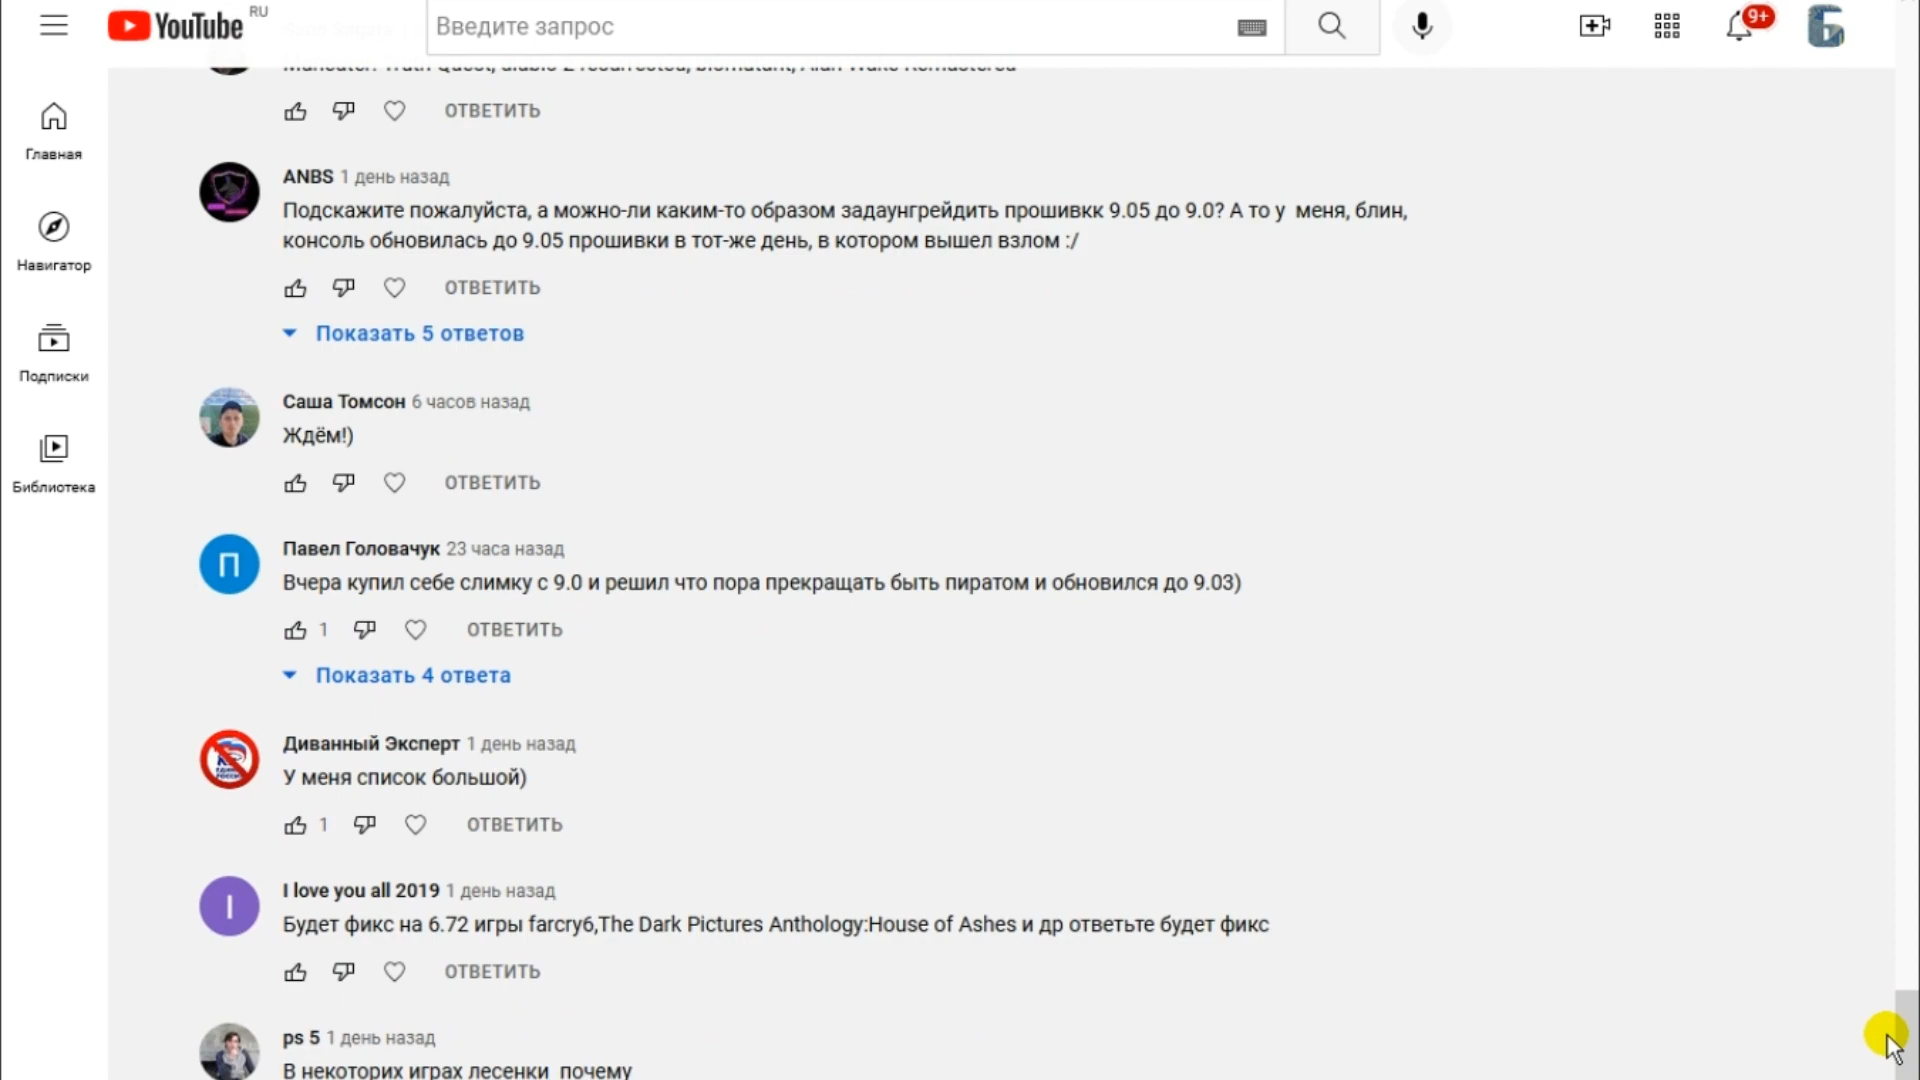 YouTube RU
Введите запрос
9+
Главная
Навигатор
Подписки
Библиотека
ОТВЕТИТЬ
ANBS 1 день назад
Подскажите пожалуйста, а можно-ли каким-то образом задаунгрейдить прошивкк 9.05 до 9.0? А то у меня, блин,
консоль обновилась до 9.05 прошивки в тот-же день, в котором вышел взлом :/
ОТВЕТИТЬ
Показать 5 ответов
Саша Томсон 6 часов назад
Ждём!)
ОТВЕТИТЬ
Павел Головачук 23 часа назад
Вчера купил себе слимку с 9.0 и решил что пора прекращать быть пиратом и обновился до 9.03)
1 ОТВЕТИТЬ
Показать 4 ответа
Диванный Эксперт 1 день назад
У меня список большой)
1 ОТВЕТИТЬ
I love you all 2019 1 день назад
Будет фикс на 6.72 игры farcry6,The Dark Pictures Anthology:House of Ashes и др ответьте будет фикс
ОТВЕТИТЬ
ps 5 1 день назад
В некоторих играх лесенки почему